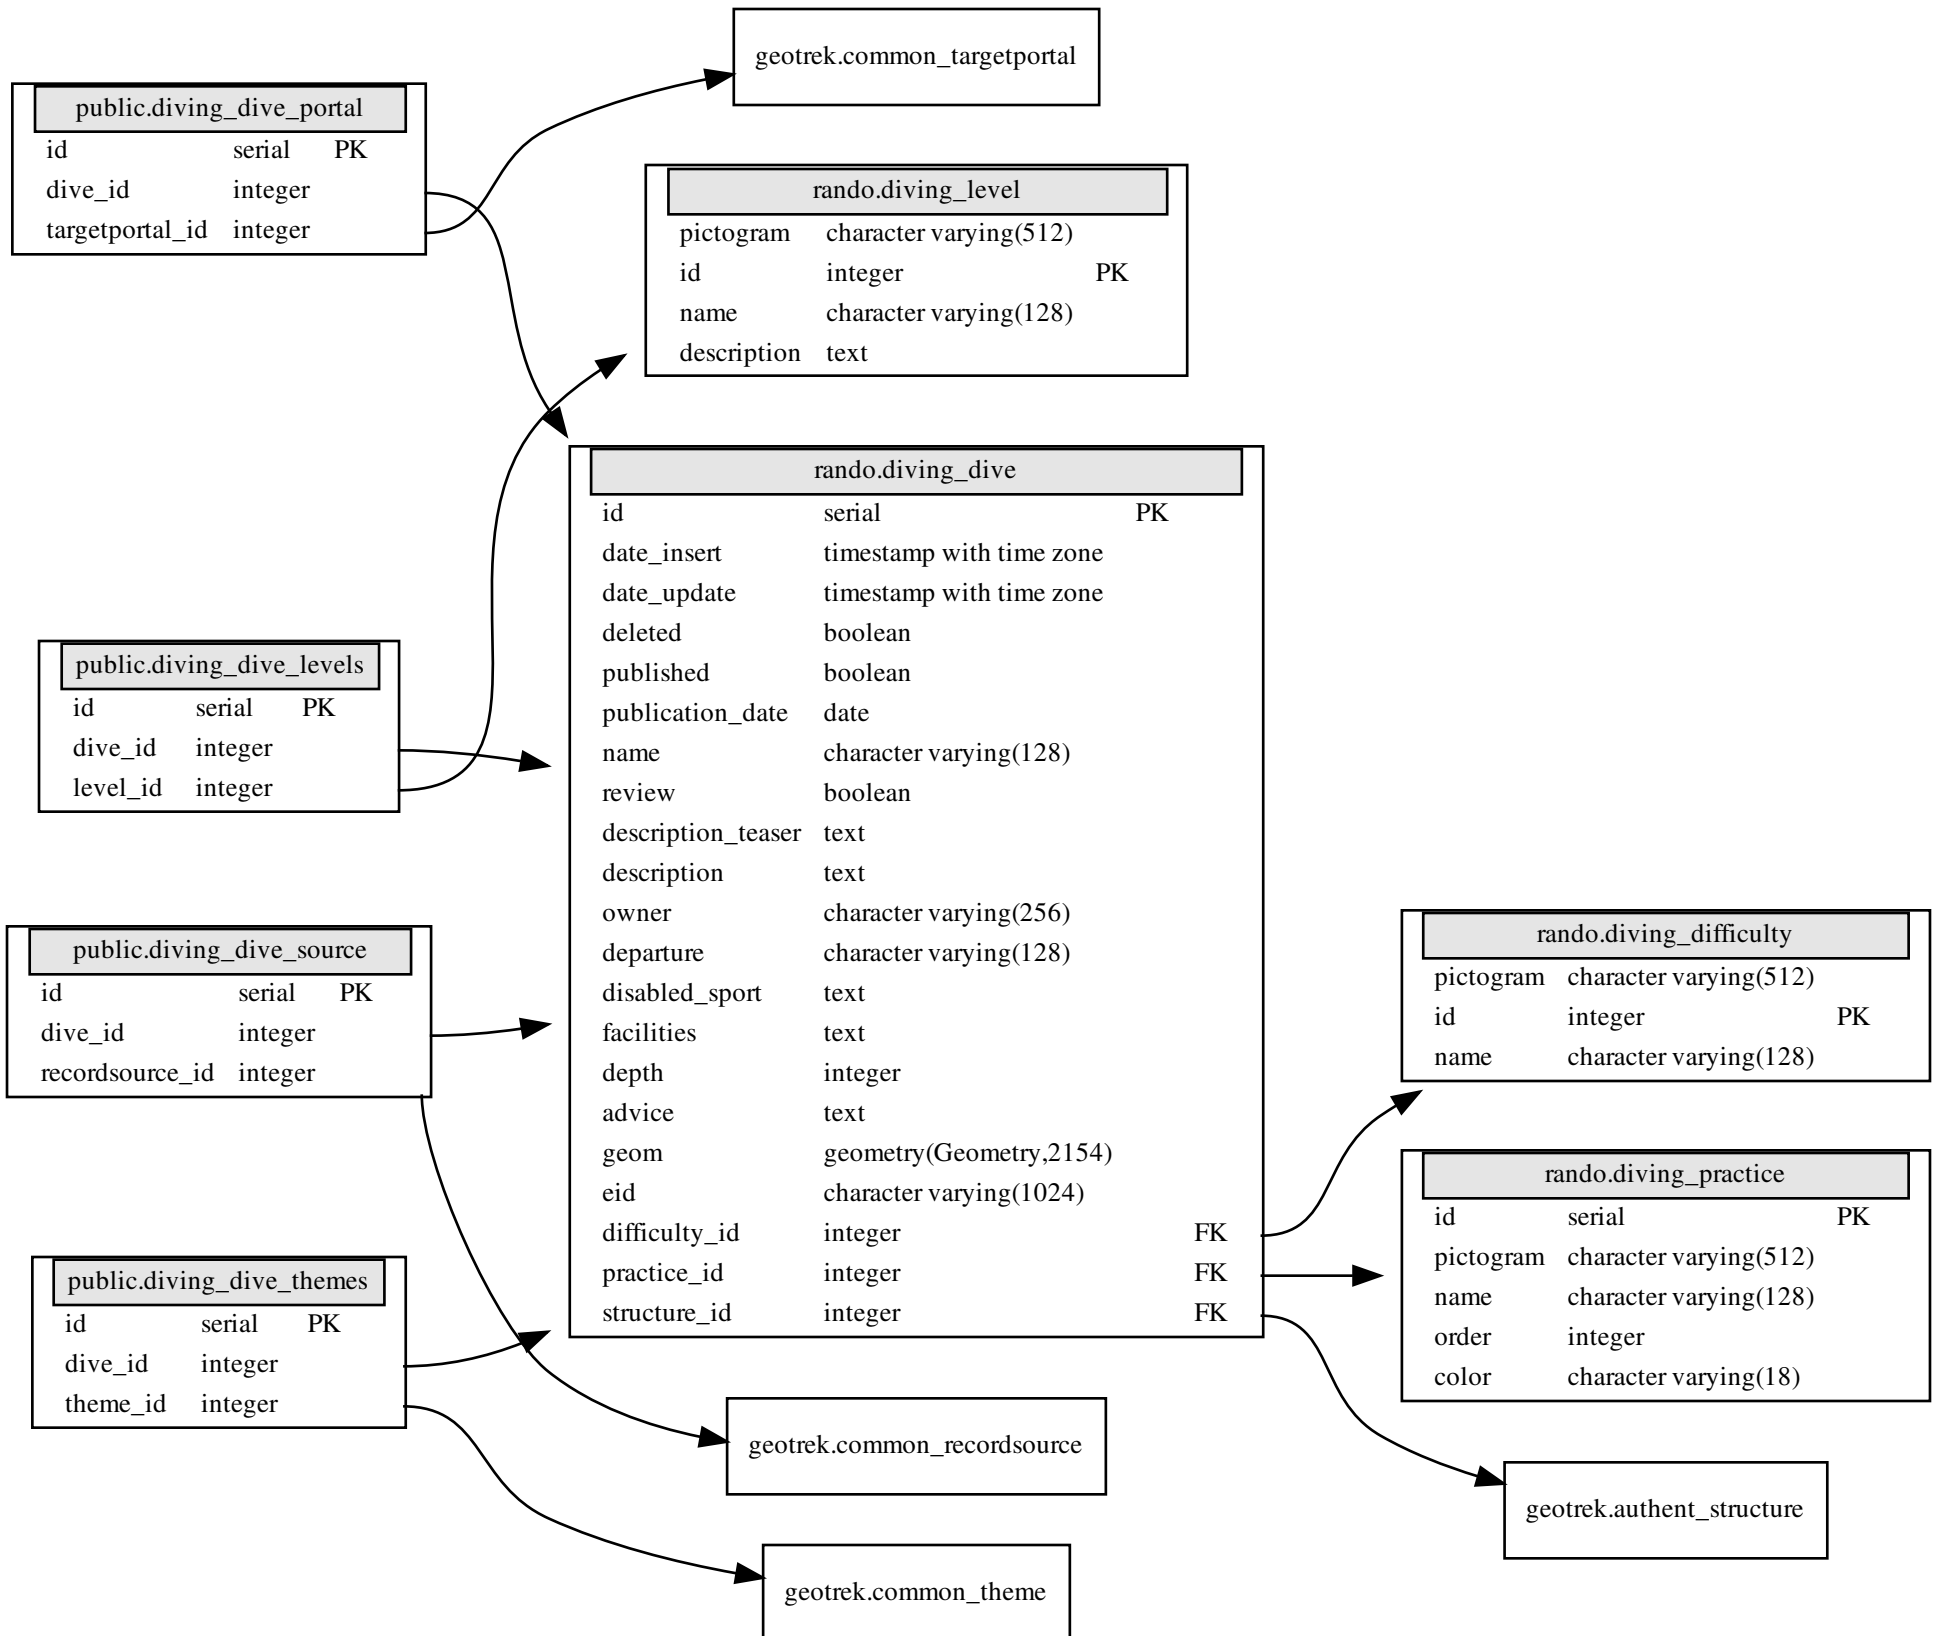 geotrek.common_targetportal
public.diving_dive_portal
id serial PK
dive_id integer
targetportal_id integer
rando.diving_level
pictogram character varying(512)
id integer PK
name character varying(128)
description text
rando.diving_dive
id serial PK
date_insert timestamp with time zone
date_update timestamp with time zone
deleted boolean
published boolean
publication_date date
name character varying(128)
review boolean
description_teaser text
description text
owner character varying(256)
departure character varying(128)
disabled_sport text
facilities text
depth integer
advice text
geom geometry(Geometry,2154)
eid character varying(1024)
difficulty_id integer FK
practice_id integer FK
structure_id integer FK
public.diving_dive_levels
id serial PK
dive_id integer
level_id integer
public.diving_dive_source
id serial PK
dive_id integer
recordsource_id integer
public.diving_dive_themes
id serial PK
dive_id integer
theme_id integer
rando.diving_difficulty
pictogram character varying(512)
id integer PK
name character varying(128)
rando.diving_practice
id serial PK
pictogram character varying(512)
name character varying(128)
order integer
color character varying(18)
geotrek.common_recordsource
geotrek.authent_structure
geotrek.common_theme